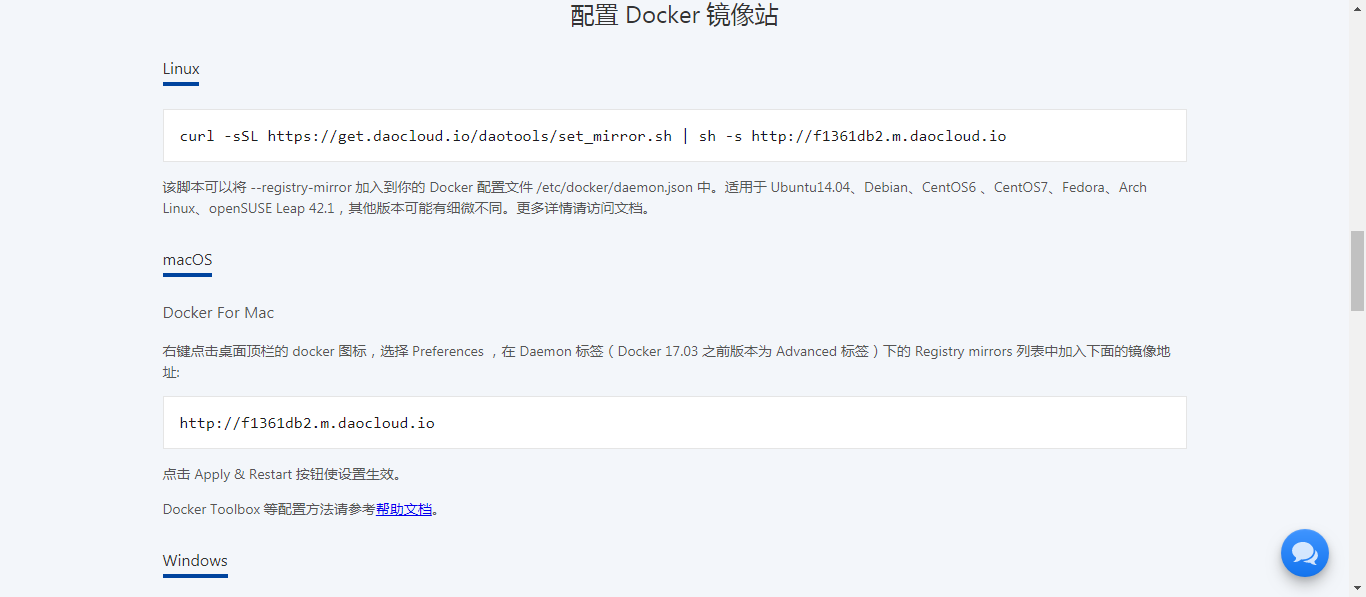 配置 Docker 镜像站
Linux
curl -sSL https://get.daocloud.io/daotools/set_mirror.sh | sh -s http://f1361db2.m.daocloud.io
该脚本可以将 --registry-mirror 加入到你的 Docker 配置文件 /etc/docker/daemon.json 中。适用于 Ubuntu14.04、Debian、CentOS6 、CentOS7、Fedora、Arch
Linux、openSUSE Leap 42.1，其他版本可能有细微不同。更多详情请访问文档。
macOS
Docker For Mac
右键点击桌面顶栏的 docker 图标，选择 Preferences ，在 Daemon 标签（Docker 17.03 之前版本为 Advanced 标签）下的 Registry mirrors 列表中加入下面的镜像地
址:
http://f1361db2.m.daocloud.io
点击 Apply & Restart 按钮使设置生效。
Docker Toolbox 等配置方法请参考帮助文档。
Windows